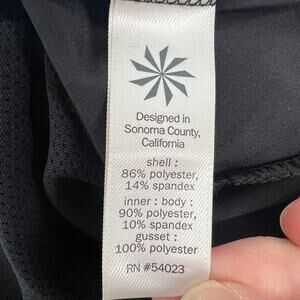 Designed in
Sonoma County,
California
shell :
86% polyester,
14% spandex
inner : body :
90% polyester,
10% spandex
gusset :
100% polyester
RN #54023